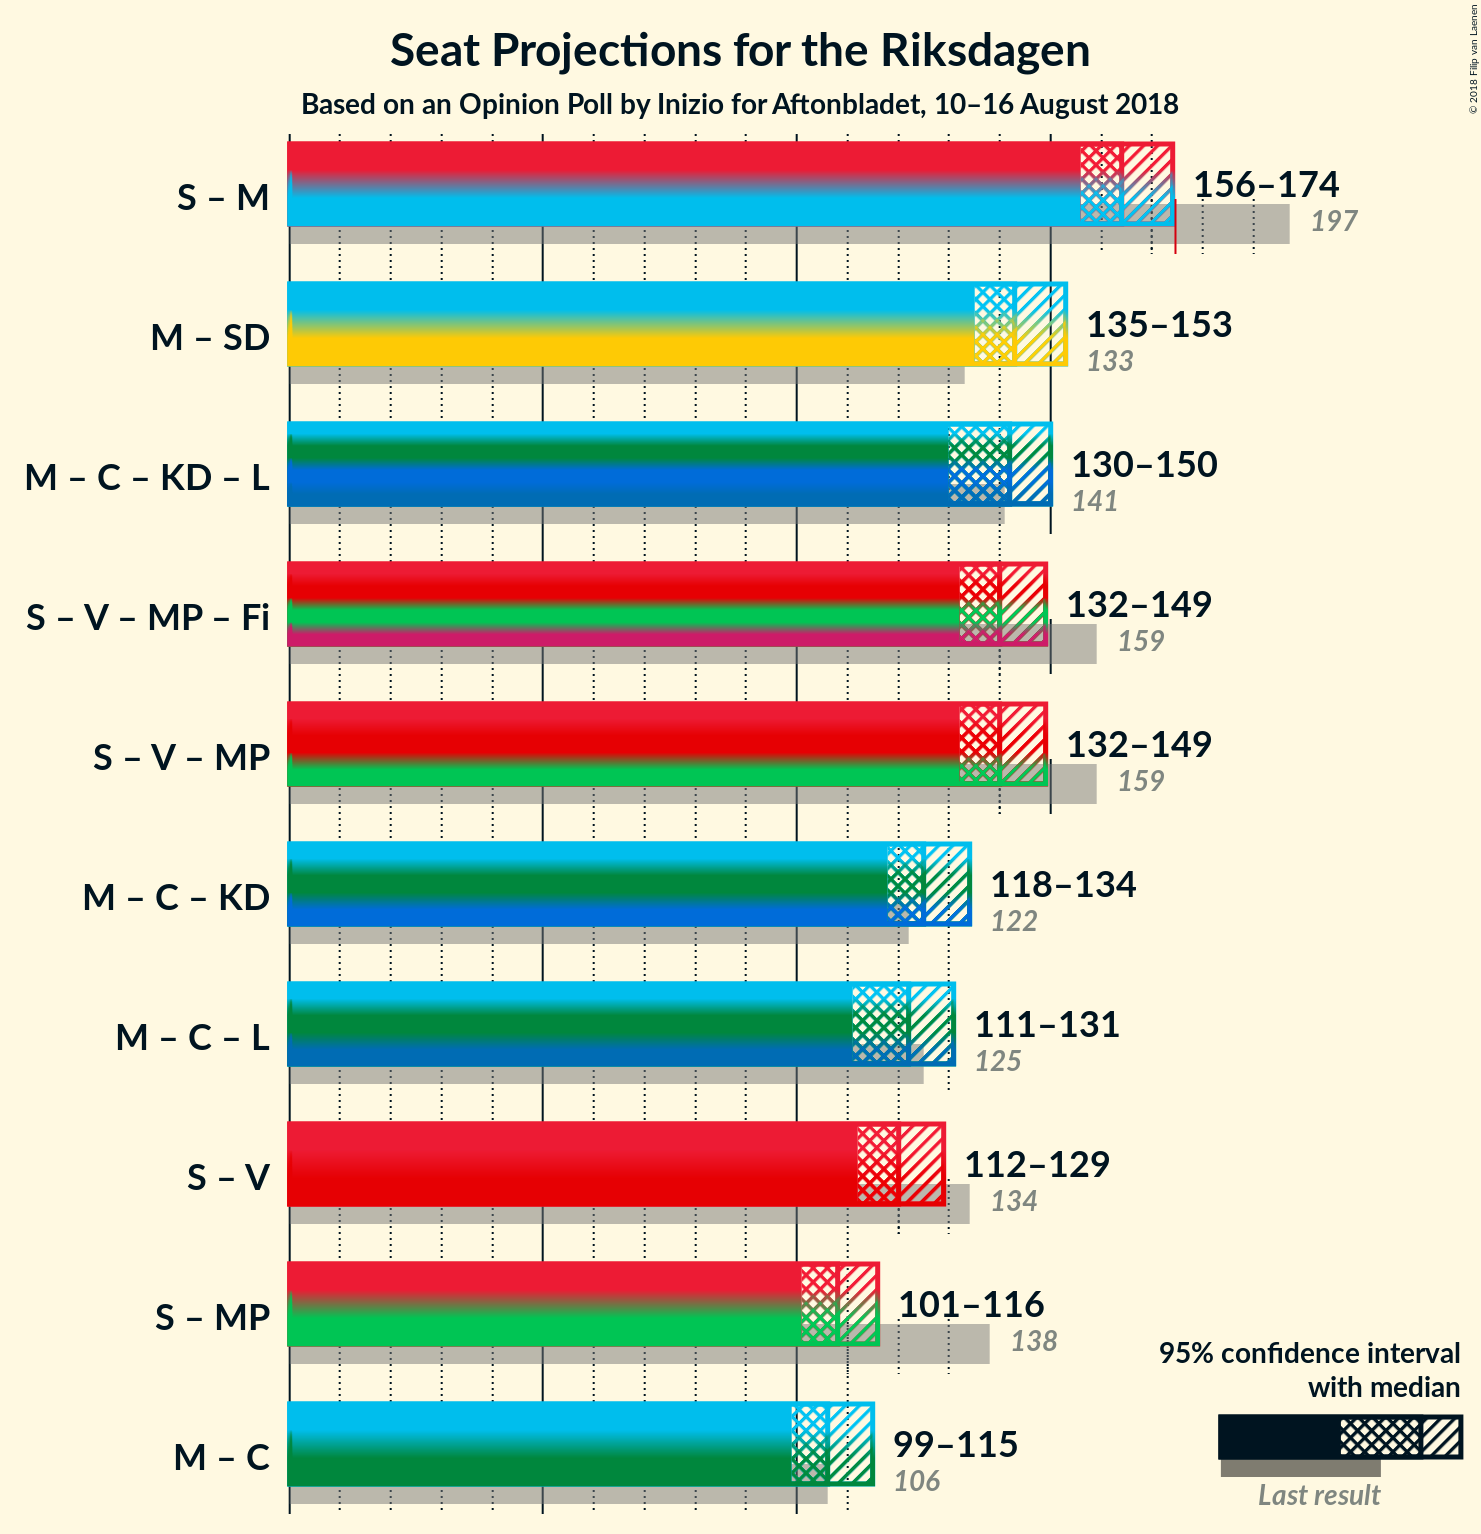 Seat Projections for the Riksdagen
Based on an Opinion Poll by Inizio for Aftonbladet, 10–16 August 2018
© 2018 Filip van Laenen
S – M
156–174
197
M – SD
135–153
133
M – C – KD – L
130–150
141
S – V – MP – Fi
132–149
159
S – V – MP
132–149
159
M – C – KD
118–134
122
M – C – L
111–131
125
S – V
112–129
134
S – MP
101–116
138
M – C
99–115
106
95% confidence interval
with median
Last result